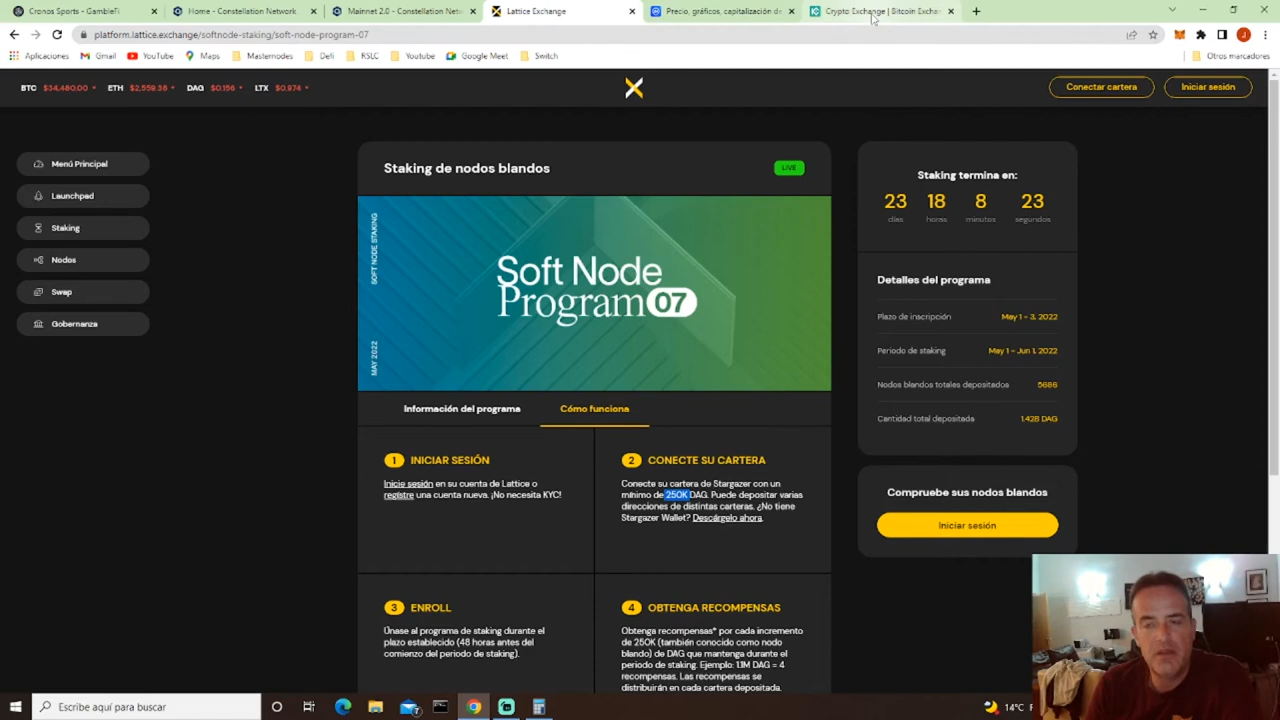 Cronos Sports - GambleFi
Home - Constellation Network
Mainnet 2.0 - Constellation Netw
Lattice Exchange
Precio, gráficos, capitalización de
Crypto Exchange | Bitcoin Exchan
platform.lattice.exchange/softnode-staking/soft-node-program-07
Aplicaciones
Gmail
YouTube
Maps
Masternodes
Defi
RSLC
Youtube
Google Meet
Switch
Otros marcadores
BTC $34,480.00
ETH $2,559.38
DAG $0.156
LTX $0.974
Conectar cartera
Iniciar sesión
Menú Principal
Launchpad
Staking
Nodos
Swap
Gobernanza
Staking de nodos blandos
LIVE
SOFT NODE STAKING
MAY 2022
Soft Node
Program 07
Información del programa
Cómo funciona
1 INICIAR SESIÓN
Inicie sesión en su cuenta de Lattice o
registre una cuenta nueva. ¡No necesita KYC!
2 CONECTE SU CARTERA
Conecte su cartera de Stargazer con un
mínimo de 250K DAG. Puede depositar varias
direcciones de distintas carteras. ¿No tiene
Stargazer Wallet? Descárgelo ahora.
3 ENROLL
Únase al programa de staking durante el
plazo establecido (48 horas antes del
comienzo del periodo de staking).
4 OBTENGA RECOMPENSAS
Obtenga recompensas* por cada incremento
de 250K (también conocido como nodo
blando) de DAG que mantenga durante el
periodo de staking. Ejemplo: 1.1M DAG = 4
recompensas. Las recompensas se
distribuirán en cada cartera depositada.
Staking termina en:
23 18 8 23
días horas minutos segundos
Detalles del programa
Plazo de inscripción May 1 - 3, 2022
Periodo de staking May 1 - Jun 1, 2022
Nodos blandos totales depositados 5686
Cantidad total depositada 1.42B DAG
Compruebe sus nodos blandos
Iniciar sesión
Escribe aquí para buscar
7
14°C